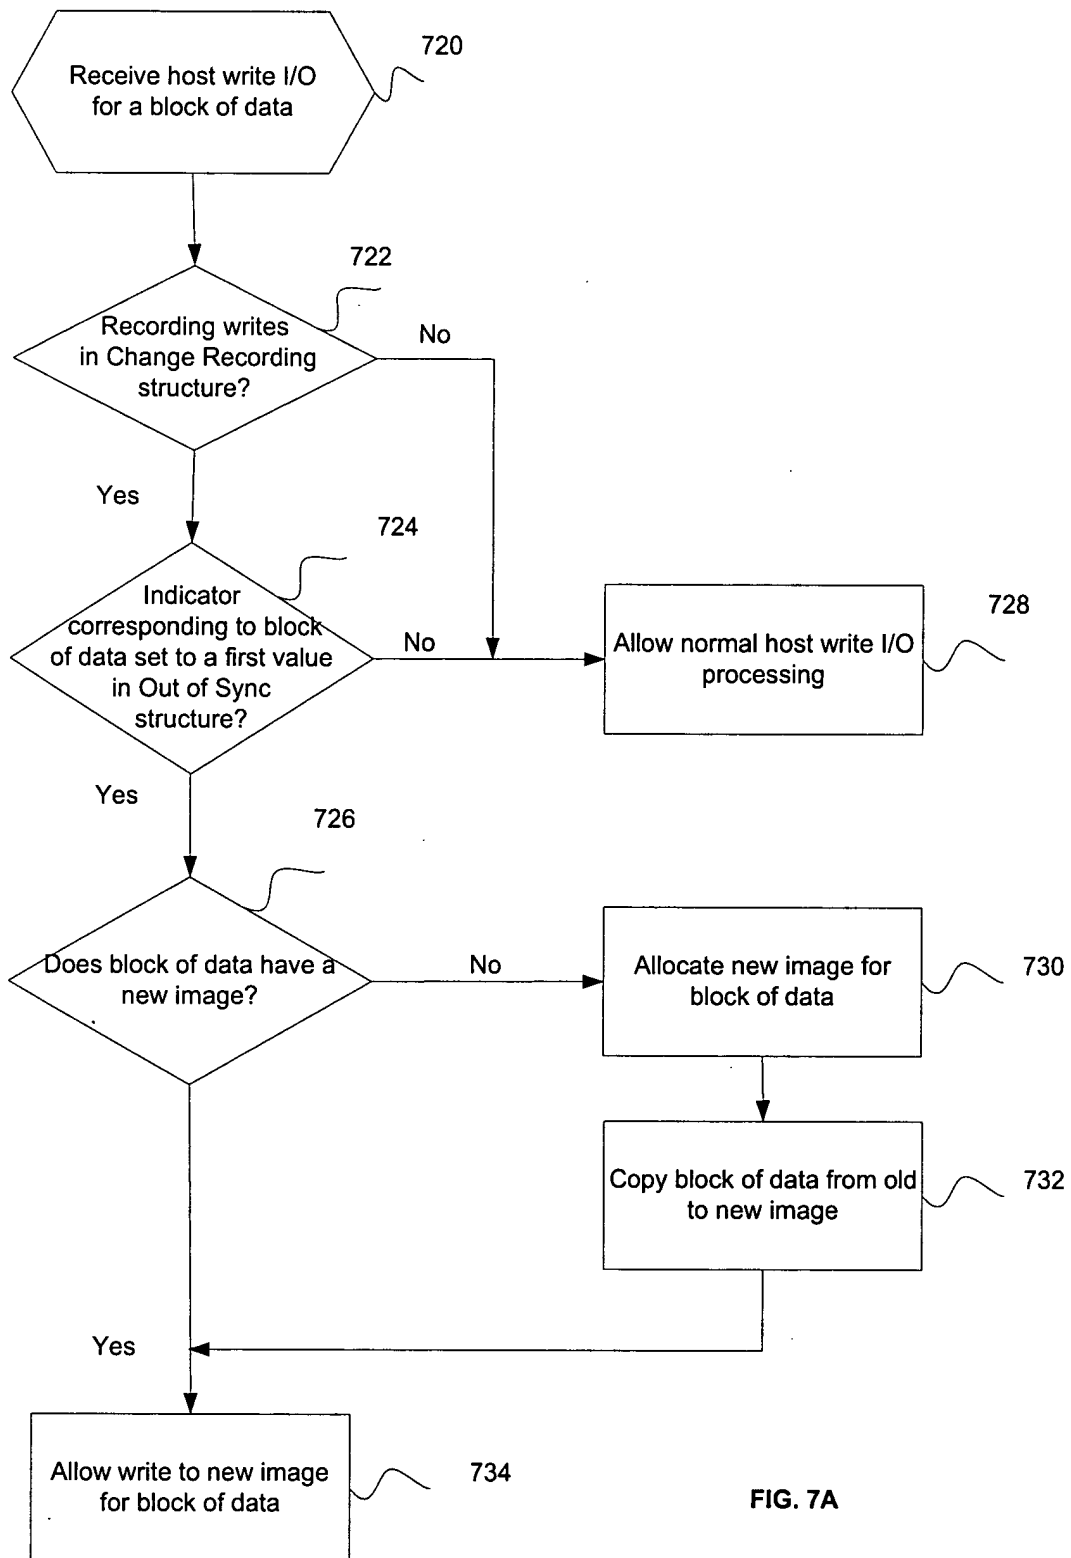 720
Receive host write I/O
for a block of data
722
Recording writes
in Change Recording
structure?
No
Yes
724
Indicator
corresponding to block
of data set to a first value
in Out of Sync
structure?
No
728
Allow normal host write I/O
processing
Yes
726
Does block of data have a
new image?
No
Allocate new image for
block of data
730
Copy block of data from old
to new image
732
Yes
Allow write to new image
for block of data
734
FIG. 7A